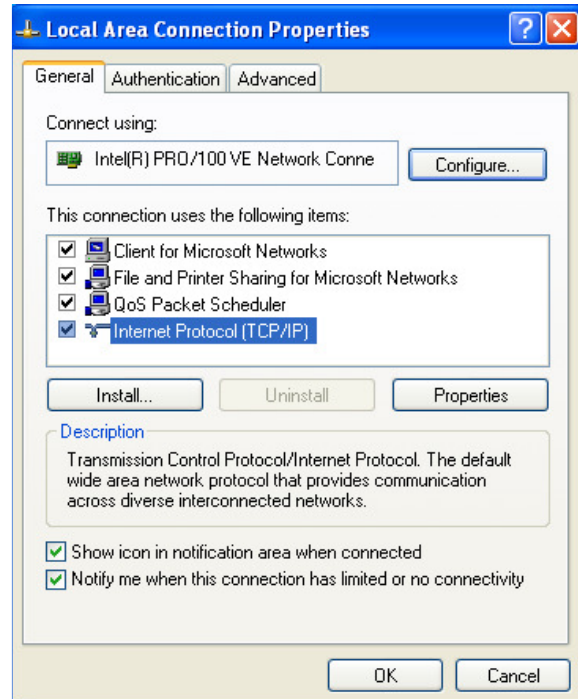 Local Area Connection Properties
General Authentication Advanced
Connect using:
Intel(R) PRO/100 VE Network Conne Configure...
This connection uses the following items:
Client for Microsoft Networks
File and Printer Sharing for Microsoft Networks
QoS Packet Scheduler
Internet Protocol (TCP/IP)
Install... Uninstall Properties
Description
Transmission Control Protocol/Internet Protocol. The default
wide area network protocol that provides communication
across diverse interconnected networks.
Show icon in notification area when connected
Notify me when this connection has limited or no connectivity
OK Cancel